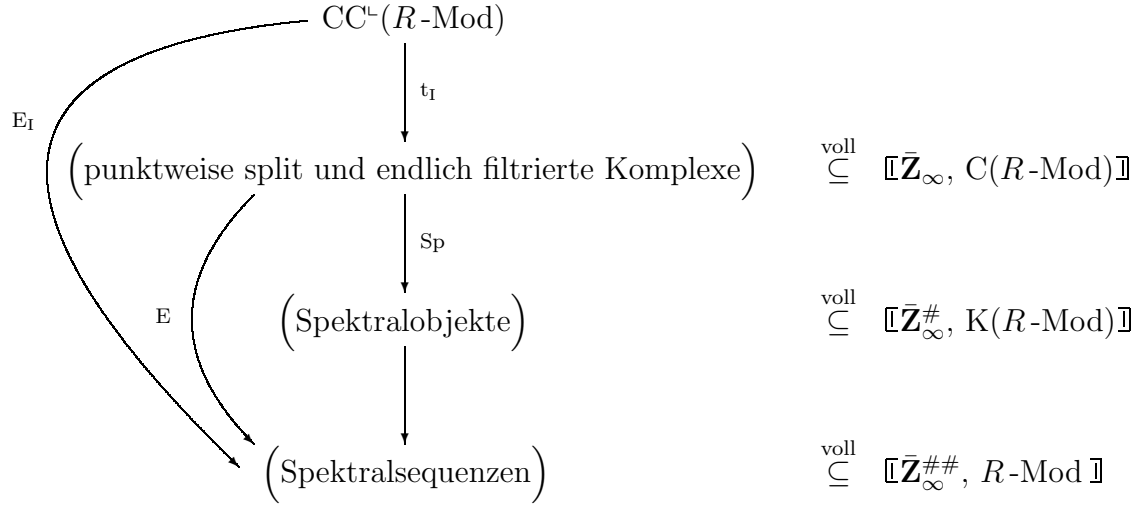 CC⌞(R-Mod)
t_I
E_I
(punktweise split und endlich filtrierte Komplexe) voll ⊆ ⟦Z̄_∞, C(R-Mod)⟧
Sp
E
(Spektralobjekte) voll ⊆ ⟦Z̄_∞^#, K(R-Mod)⟧
(Spektralsequenzen) voll ⊆ ⟦Z̄_∞^##, R-Mod⟧